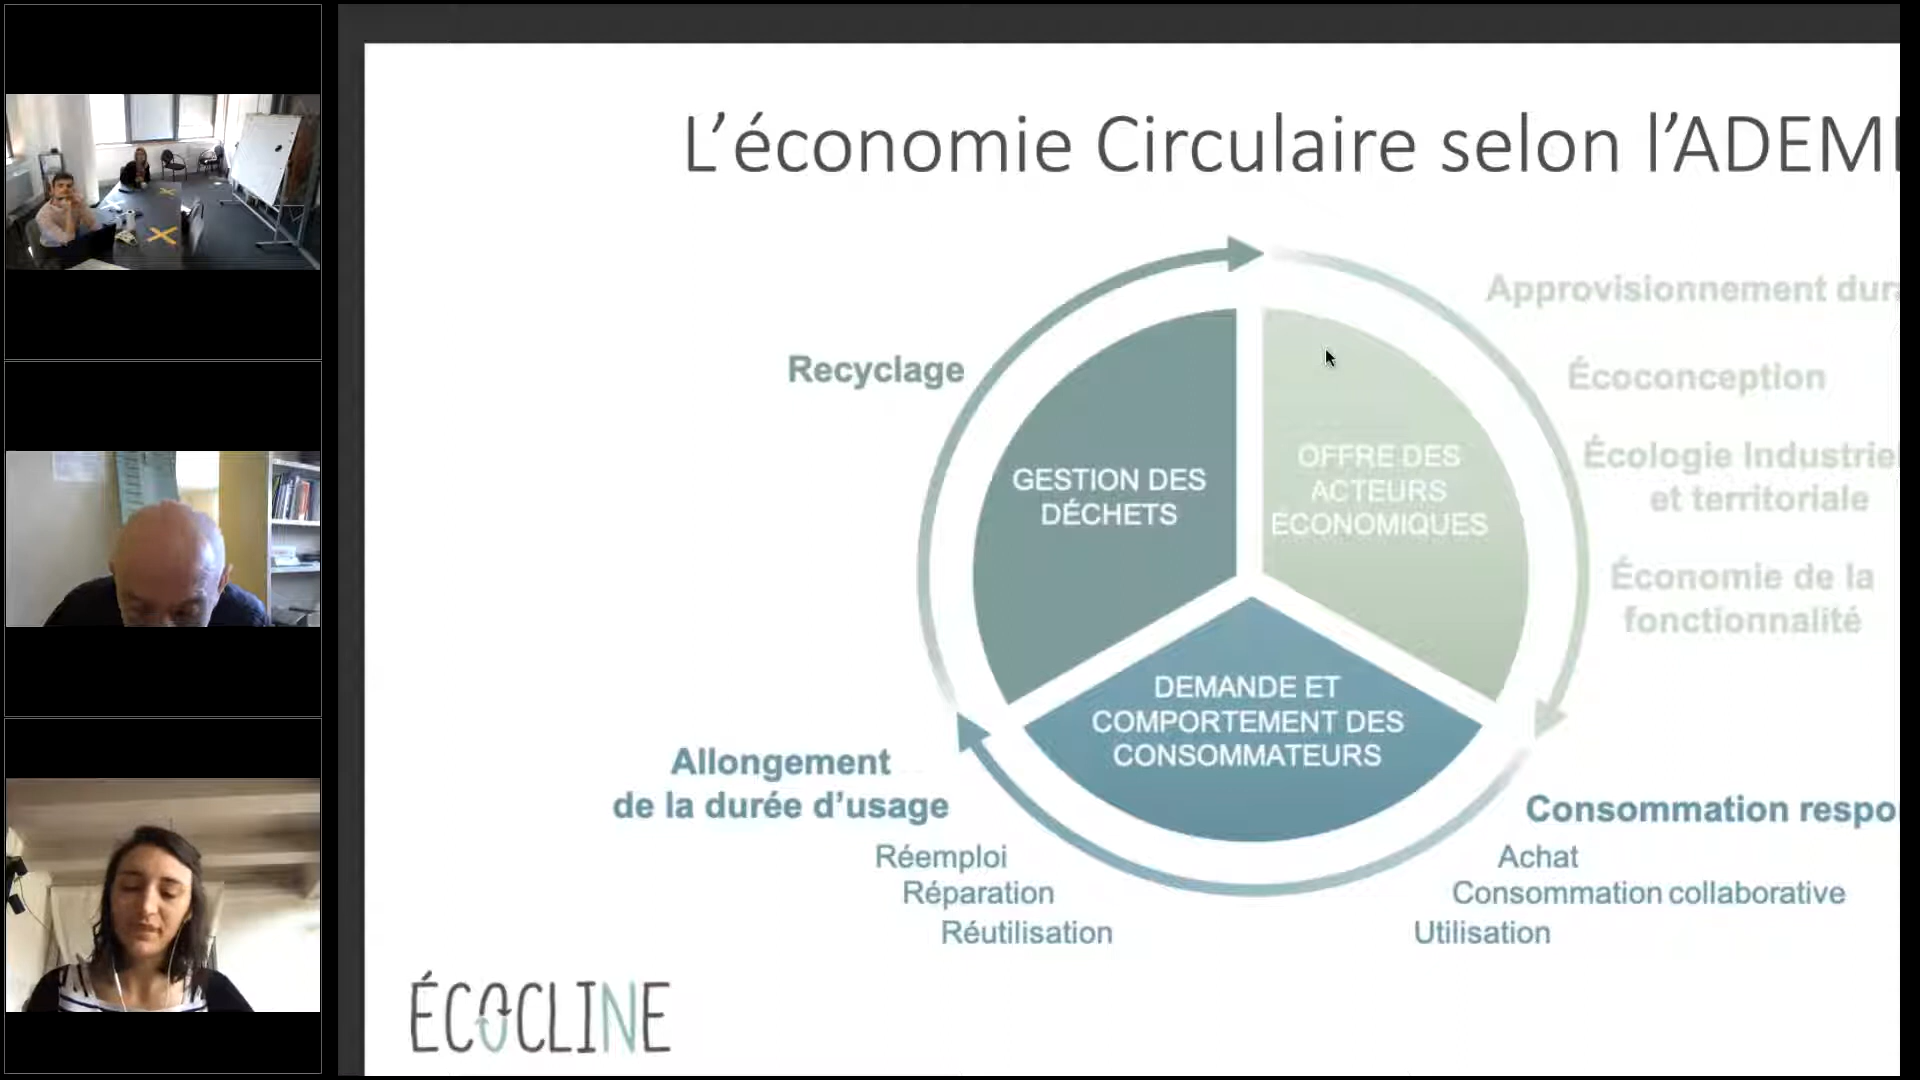 L’économie Circulaire selon l’ADEM
Approvisionnement
Recyclage
Écoconception
GESTION DES
DÉCHETS
OFFRE DES
ACTEURS
ECONOMIQUES
Écologie
et territoriale
Économie de la
fonctionnalité
DEMANDE ET
COMPORTEMENT DES
CONSOMMATEURS
Allongement
de la durée d’usage
Réemploi
Réparation
Réutilisation
Consommation
Achat
Consommation collaborative
Utilisation
ÉCOCLINE